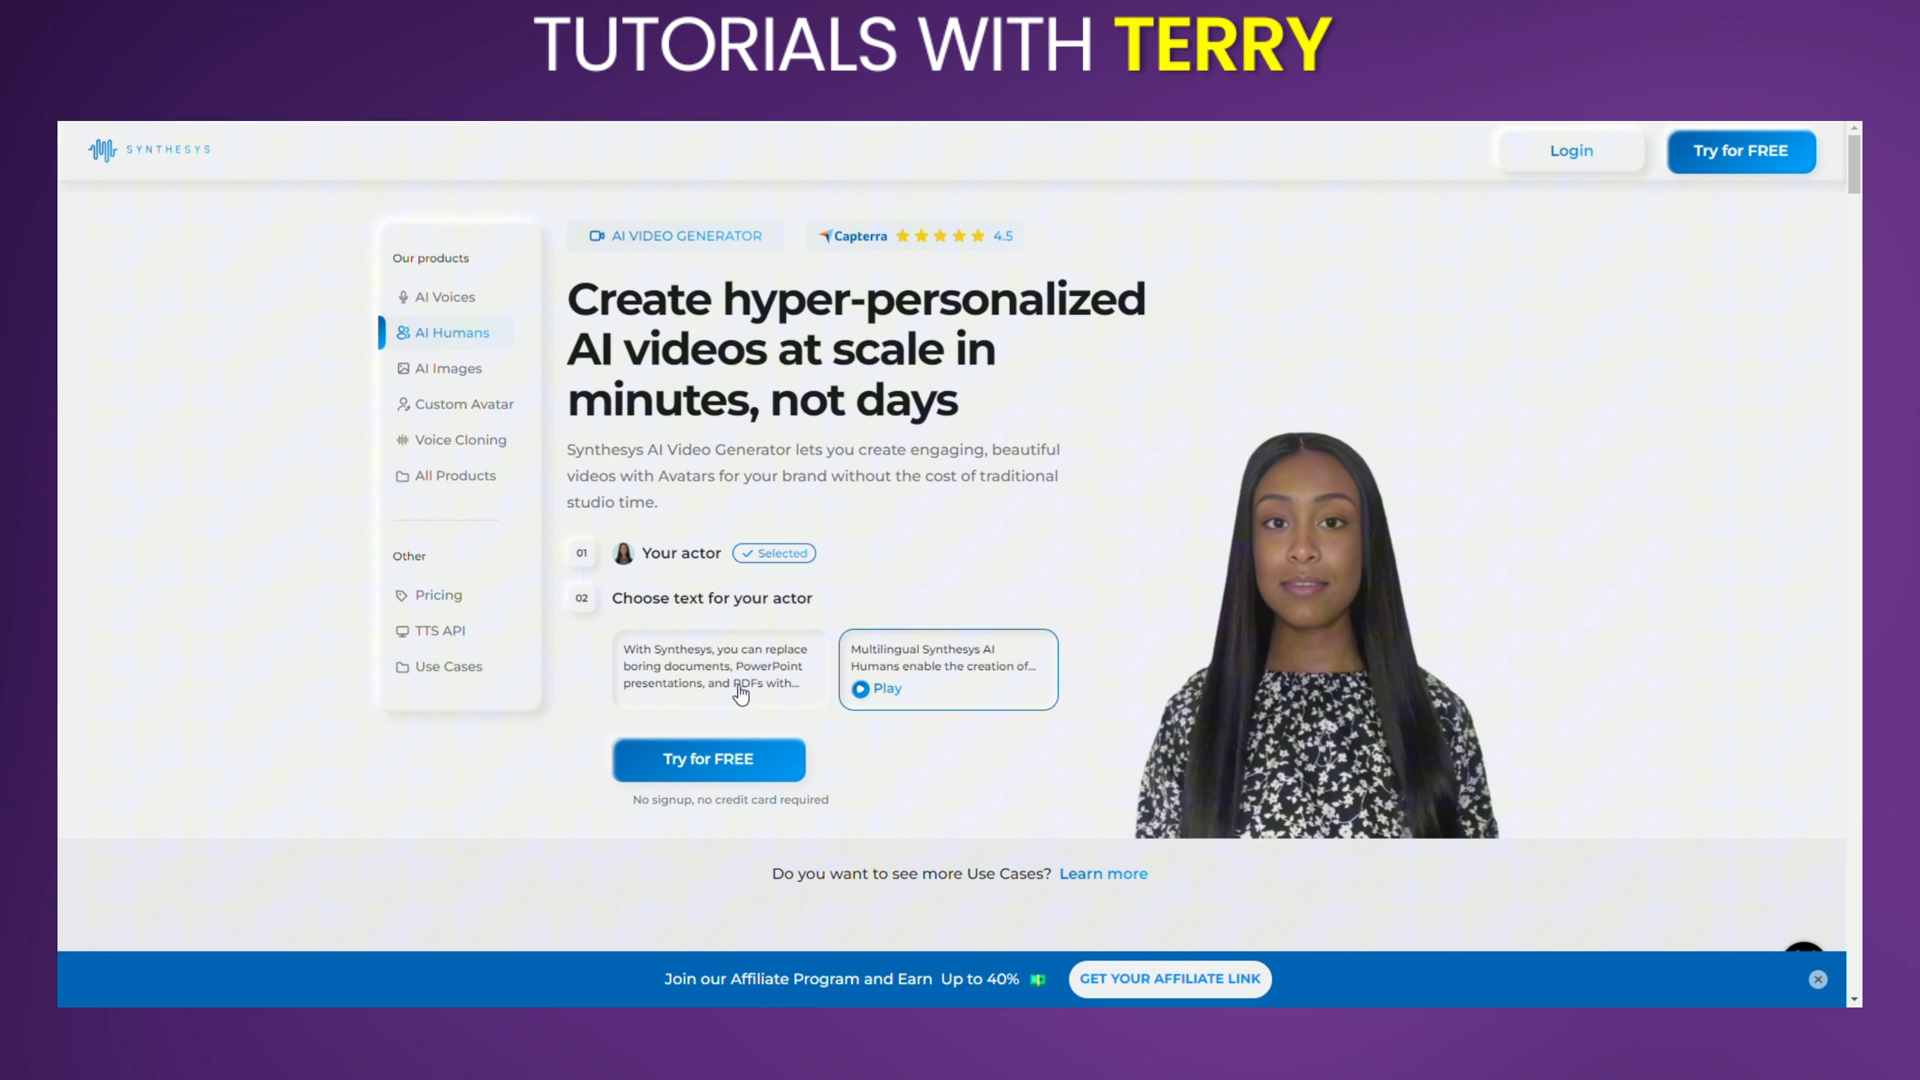 TUTORIALS WITH TERRY
SYNTHESYS
Login
Try for FREE
Our products
AI Voices
AI Humans
AI Images
Custom Avatar
Voice Cloning
All Products
Other
Pricing
TTS API
Use Cases
AI VIDEO GENERATOR
Capterra 4.5
Create hyper-personalized
AI videos at scale in
minutes, not days
Synthesys AI Video Generator lets you create engaging, beautiful
videos with Avatars for your brand without the cost of traditional
studio time.
01 Your actor Selected
02 Choose text for your actor
With Synthesys, you can replace
boring documents, PowerPoint
presentations, and PDFs with...
Multilingual Synthesys AI
Humans enable the creation of...
Play
Try for FREE
No signup, no credit card required
Do you want to see more Use Cases? Learn more
Join our Affiliate Program and Earn Up to 40% GET YOUR AFFILIATE LINK